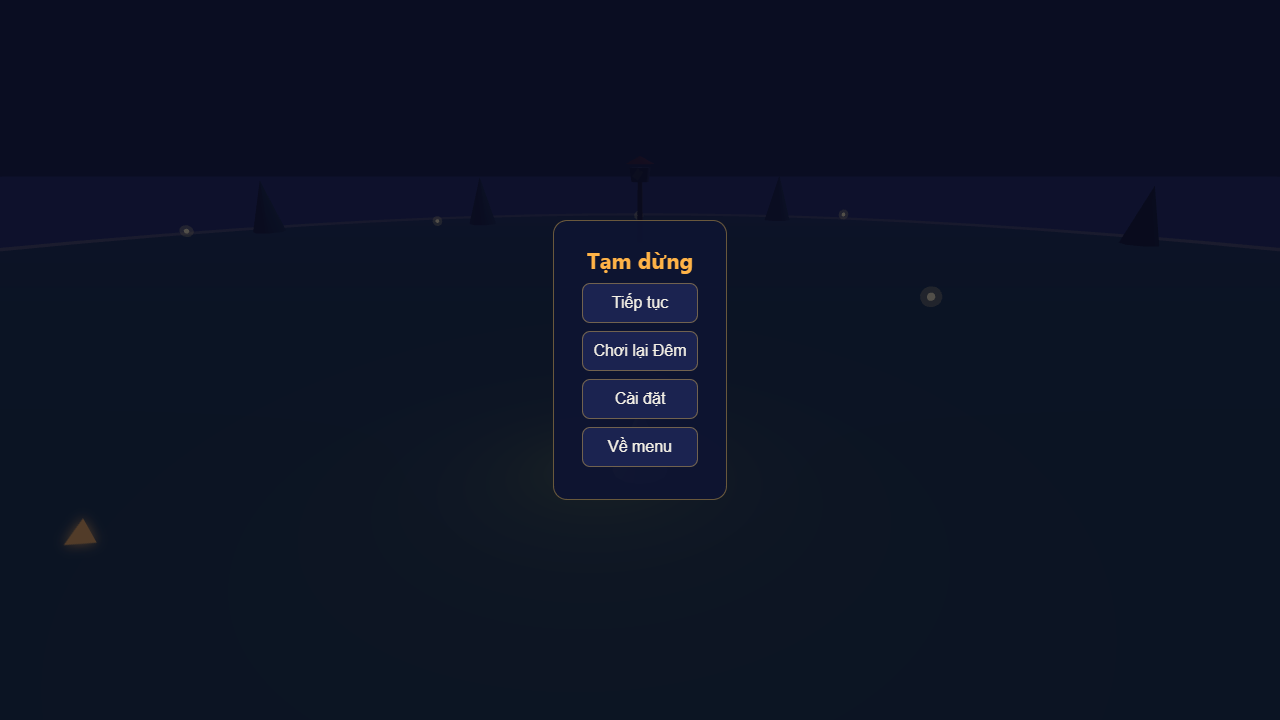 Tạm dừng
Tiếp tục
Chơi lại Đêm
Cài đặt
Về menu